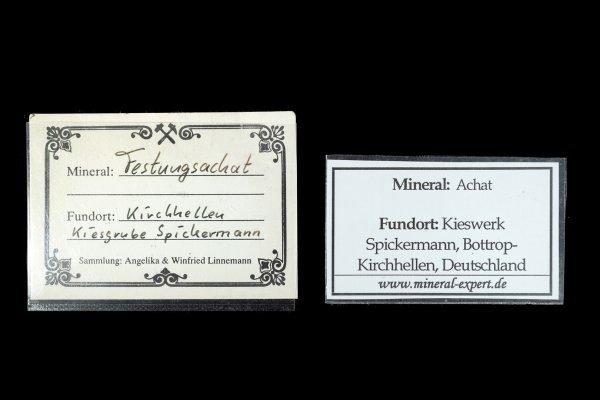 Mineral: Festungsachat
Fundort: Kirchhellen
Kiesgrube Spickermann
Sammlung: Angelika & Winfried Linnemann
Mineral: Achat
Fundort: Kieswerk
Spickermann, Bottrop-
Kirchhellen, Deutschland
www.mineral-expert.de